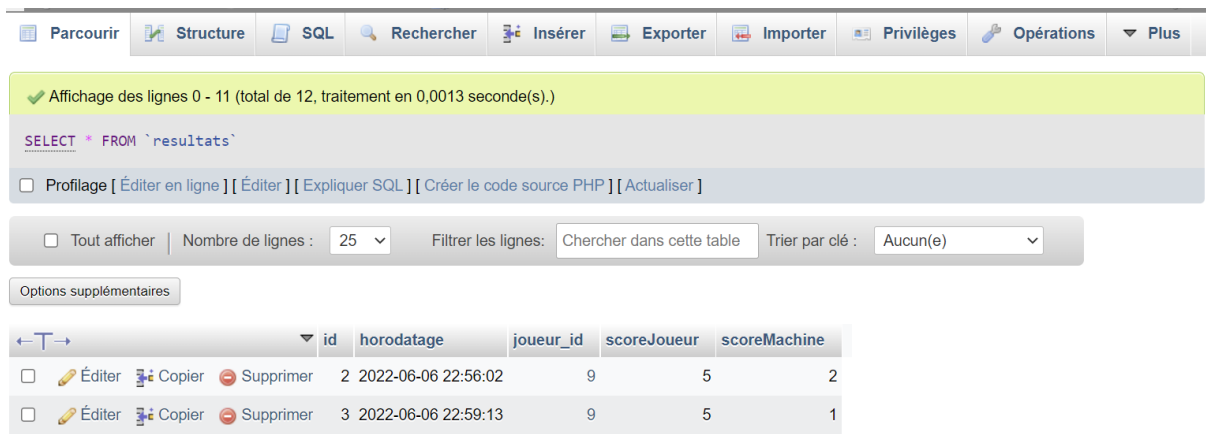 Parcourir Structure SQL Rechercher Insérer Exporter Importer Privilèges Opérations Plus
Affichage des lignes 0 - 11 (total de 12, traitement en 0,0013 seconde(s).)
SELECT * FROM `resultats`
Profilage [ Éditer en ligne ] [ Éditer ] [ Expliquer SQL ] [ Créer le code source PHP ] [ Actualiser ]
Tout afficher | Nombre de lignes : 25 Filtrer les lignes: Chercher dans cette table Trier par clé : Aucun(e)
Options supplémentaires
←T→ id horodatage joueur_id scoreJoueur scoreMachine
Éditer Copier Supprimer 2 2022-06-06 22:56:02 9 5 2
Éditer Copier Supprimer 3 2022-06-06 22:59:13 9 5 1